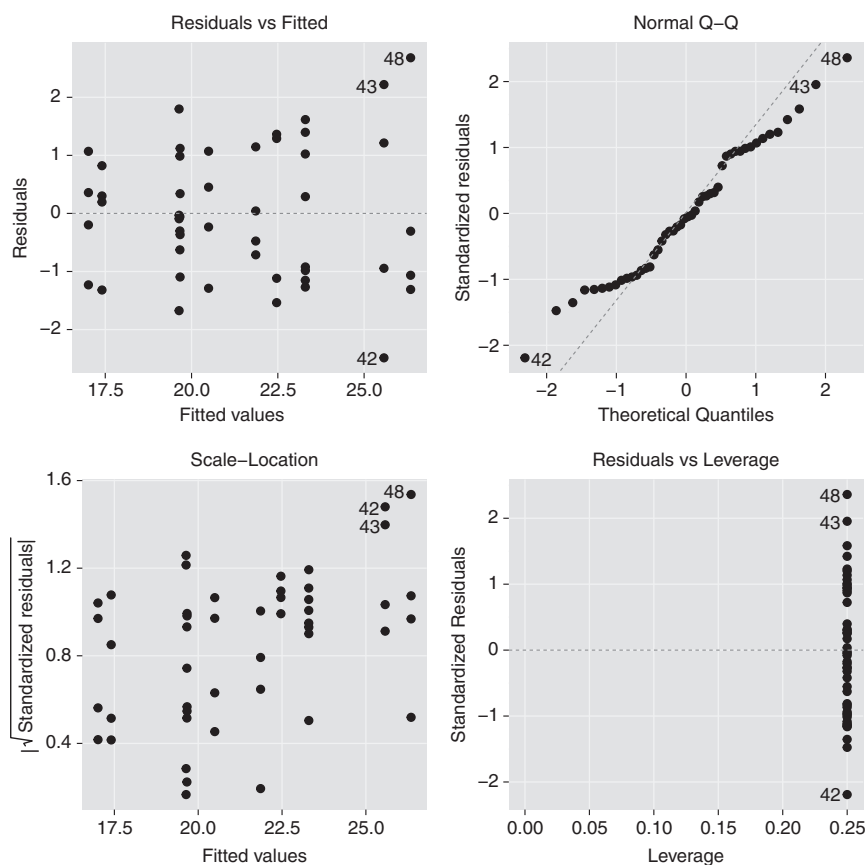 Residuals vs Fitted
Residuals
2
1
0
−1
−2
48
43
42
17.5 20.0 22.5 25.0
Fitted values
Normal Q−Q
Standardized residuals
2
1
0
−1
−2
48
43
42
−2 −1 0 1 2
Theoretical Quantiles
Scale−Location
|√Standardized residuals|
1.6
1.2
0.8
0.4
48
42
43
17.5 20.0 22.5 25.0
Fitted values
Residuals vs Leverage
Standardized Residuals
2
1
0
−1
−2
48
43
42
0.00 0.05 0.10 0.15 0.20 0.25
Leverage